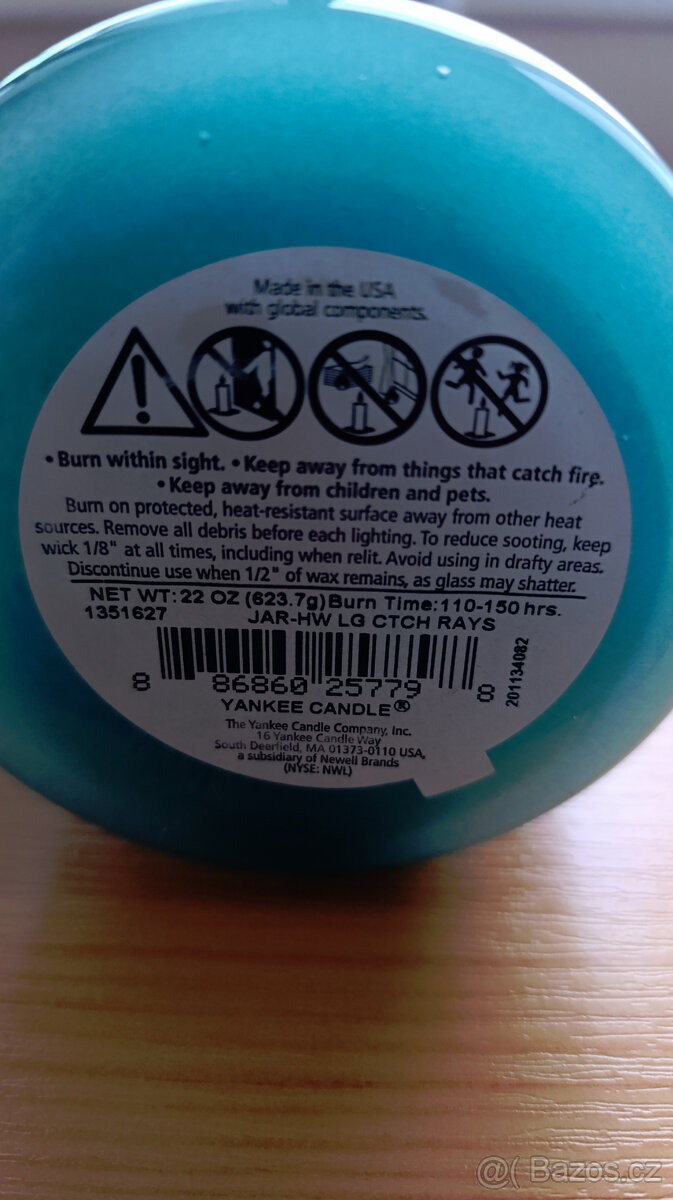 Made in the USA
with global components.
• Burn within sight. • Keep away from things that catch fire.
• Keep away from children and pets.
Burn on protected, heat-resistant surface away from other heat
sources. Remove all debris before each lighting. To reduce sooting, keep
wick 1/8" at all times, including when relit. Avoid using in drafty areas.
Discontinue use when 1/2" of wax remains, as glass may shatter.
NET WT: 22 OZ (623.7g) Burn Time: 110-150 hrs.
1351627 JAR-HW LG CTCH RAYS
8 86860 25779 8
201134082
YANKEE CANDLE®
The Yankee Candle Company, Inc.
16 Yankee Candle Way
South Deerfield, MA 01373-0110 USA,
a subsidiary of Newell Brands
(NYSE: NWL)
@( Bazos.cz